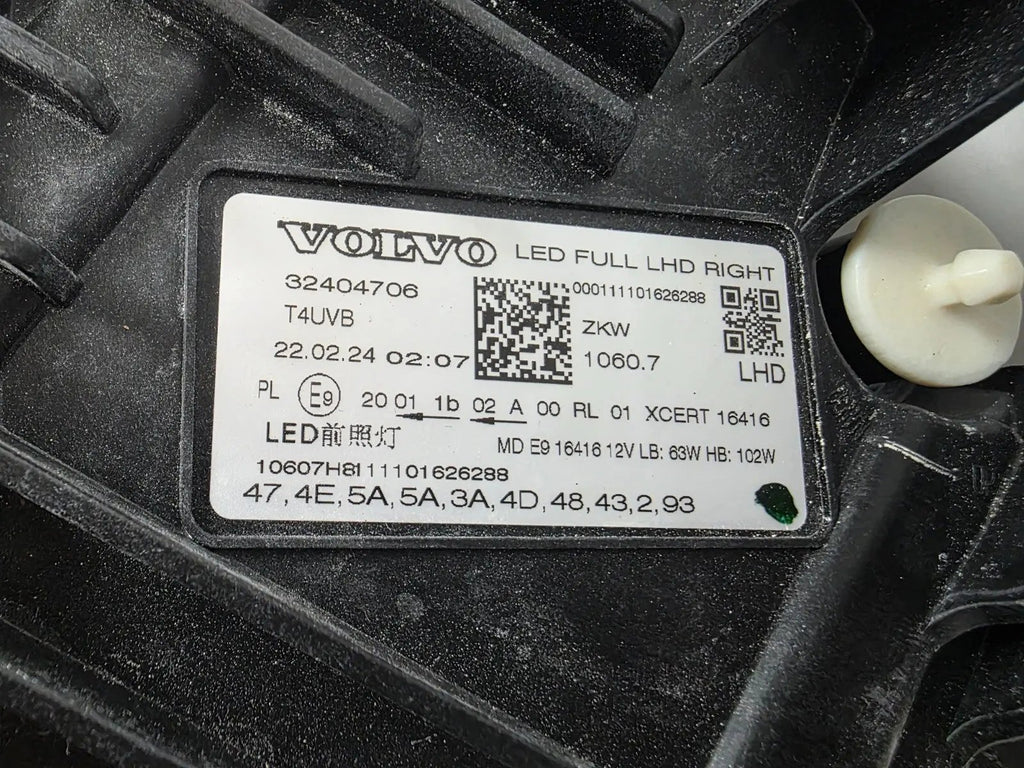 VOLVO LED FULL LHD RIGHT
32404706 000111101626288
T4UVB ZKW
22.02.24 02:07 1060.7 LHD
PL E9 20 01 1b 02 A 00 RL 01 XCERT 16416
LED前照灯 MD E9 16416 12V LB: 63W HB: 102W
10607H8111101626288
47,4E,5A,5A,3A,4D,48,43,2,93